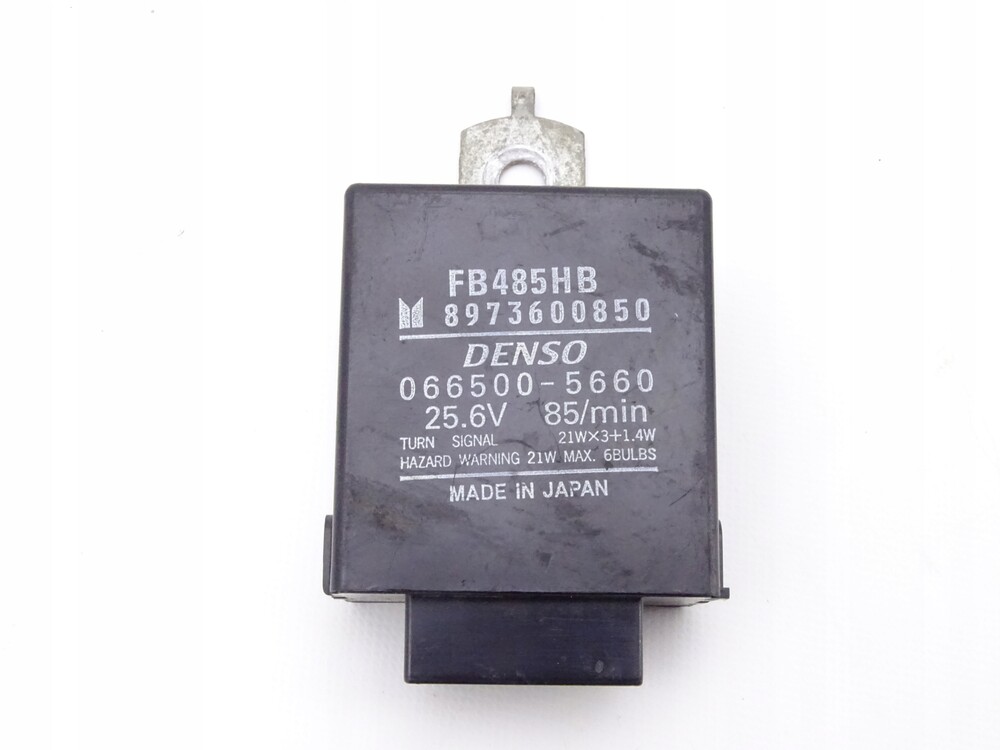 FB485HB
8973600850
DENSO
066500-5660
25.6V 85/min
TURN SIGNAL 21W×3+1.4W
HAZARD WARNING 21W MAX. 6BULBS
MADE IN JAPAN